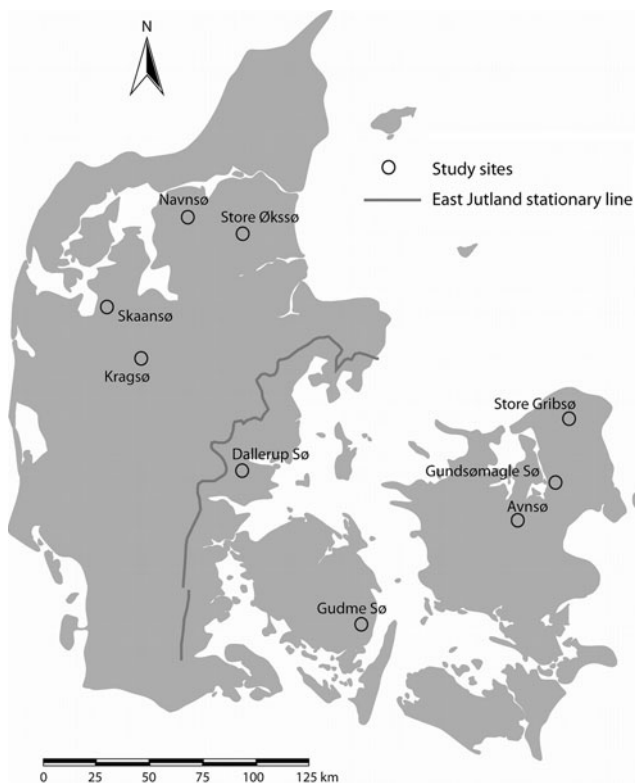 N
Study sites
East Jutland stationary line
Navnsø
Store Økssø
Skaansø
Kragsø
Store Gribsø
Dallerup Sø
Gundsømagle Sø
Avnsø
Gudme Sø
0 25 50 75 100 125 km